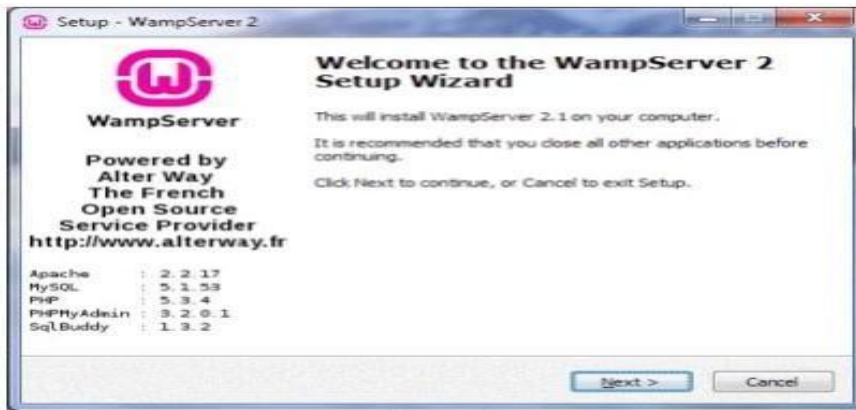 Setup - WampServer 2
WampServer
Powered by
Alter Way
The French
Open Source
Service Provider
http://www.alterway.fr
Apache : 2.2.17
MySQL : 5.1.53
PHP : 5.3.4
PHPMyAdmin : 3.2.0.1
SqlBuddy : 1.3.2
Welcome to the WampServer 2
Setup Wizard
This will install WampServer 2.1 on your computer.
It is recommended that you close all other applications before
continuing.
Click Next to continue, or Cancel to exit Setup.
Next >
Cancel